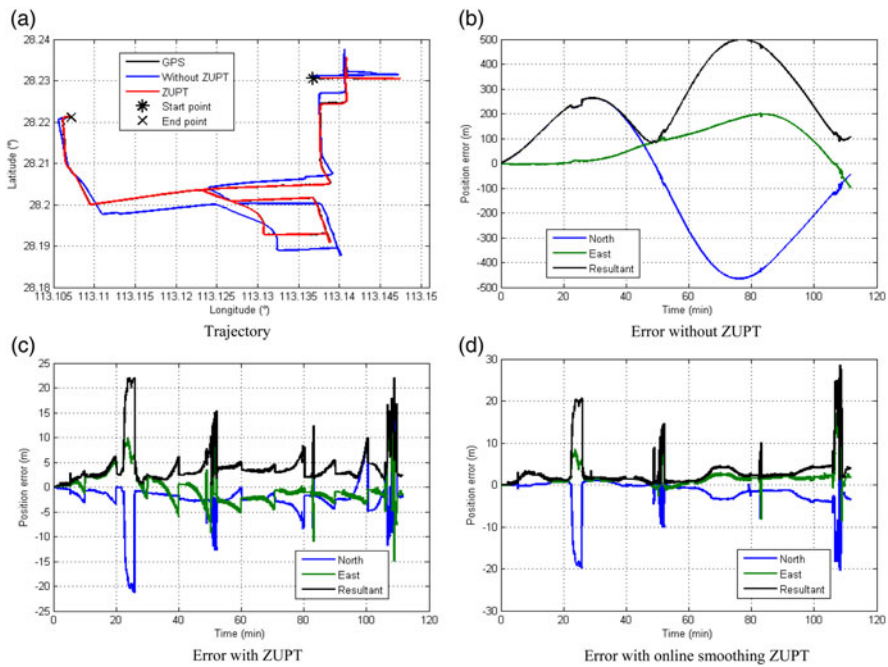 (a)
28.24
28.23
28.22
28.21
28.2
28.19
28.18
Latitude (º)
GPS
Without ZUPT
ZUPT
Start point
End point
113.105 113.11 113.115 113.12 113.125 113.13 113.135 113.14 113.145 113.15
Longitude (º)
Trajectory
(b)
500
400
300
200
100
0
-100
-200
-300
-400
-500
Position error (m)
North
East
Resultant
0 20 40 60 80 100 120
Time (min)
Error without ZUPT
(c)
25
20
15
10
5
0
-5
-10
-15
-20
-25
Position error (m)
North
East
Resultant
0 20 40 60 80 100 120
Time (min)
Error with ZUPT
(d)
30
20
10
0
-10
-20
-30
Position error (m)
North
East
Resultant
0 20 40 60 80 100 120
Time (min)
Error with online smoothing ZUPT